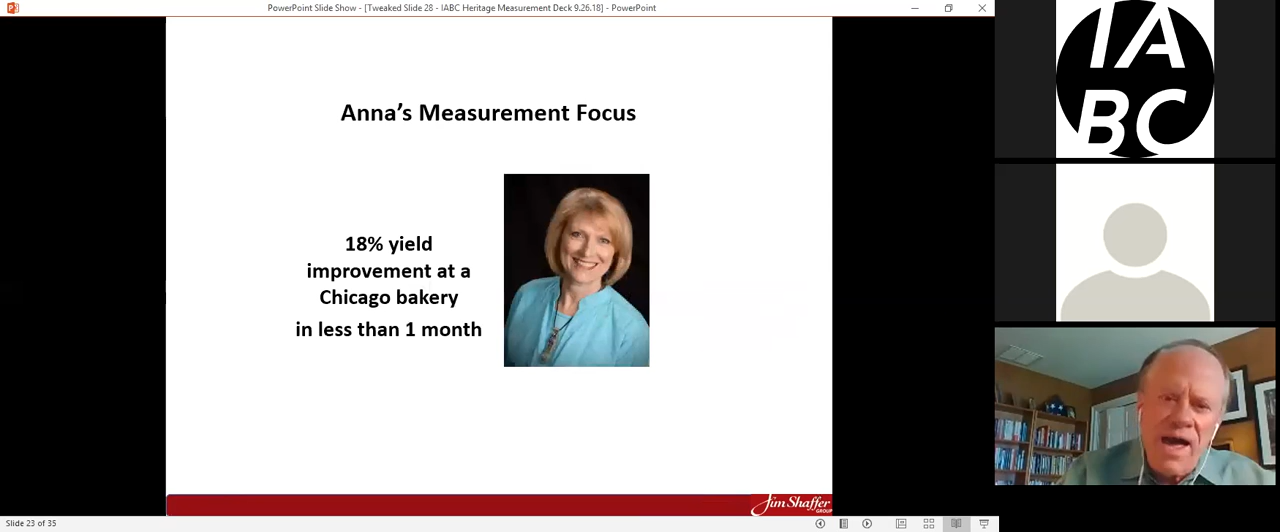 PowerPoint Slide Show - [Tweaked Slide 28 - IABC Heritage Measurement Deck 9.26.18] - PowerPoint
Anna's Measurement Focus
18% yield
improvement at a
Chicago bakery
in less than 1 month
Jim Shaffer
GROUP
Slide 23 of 35
IA
BC